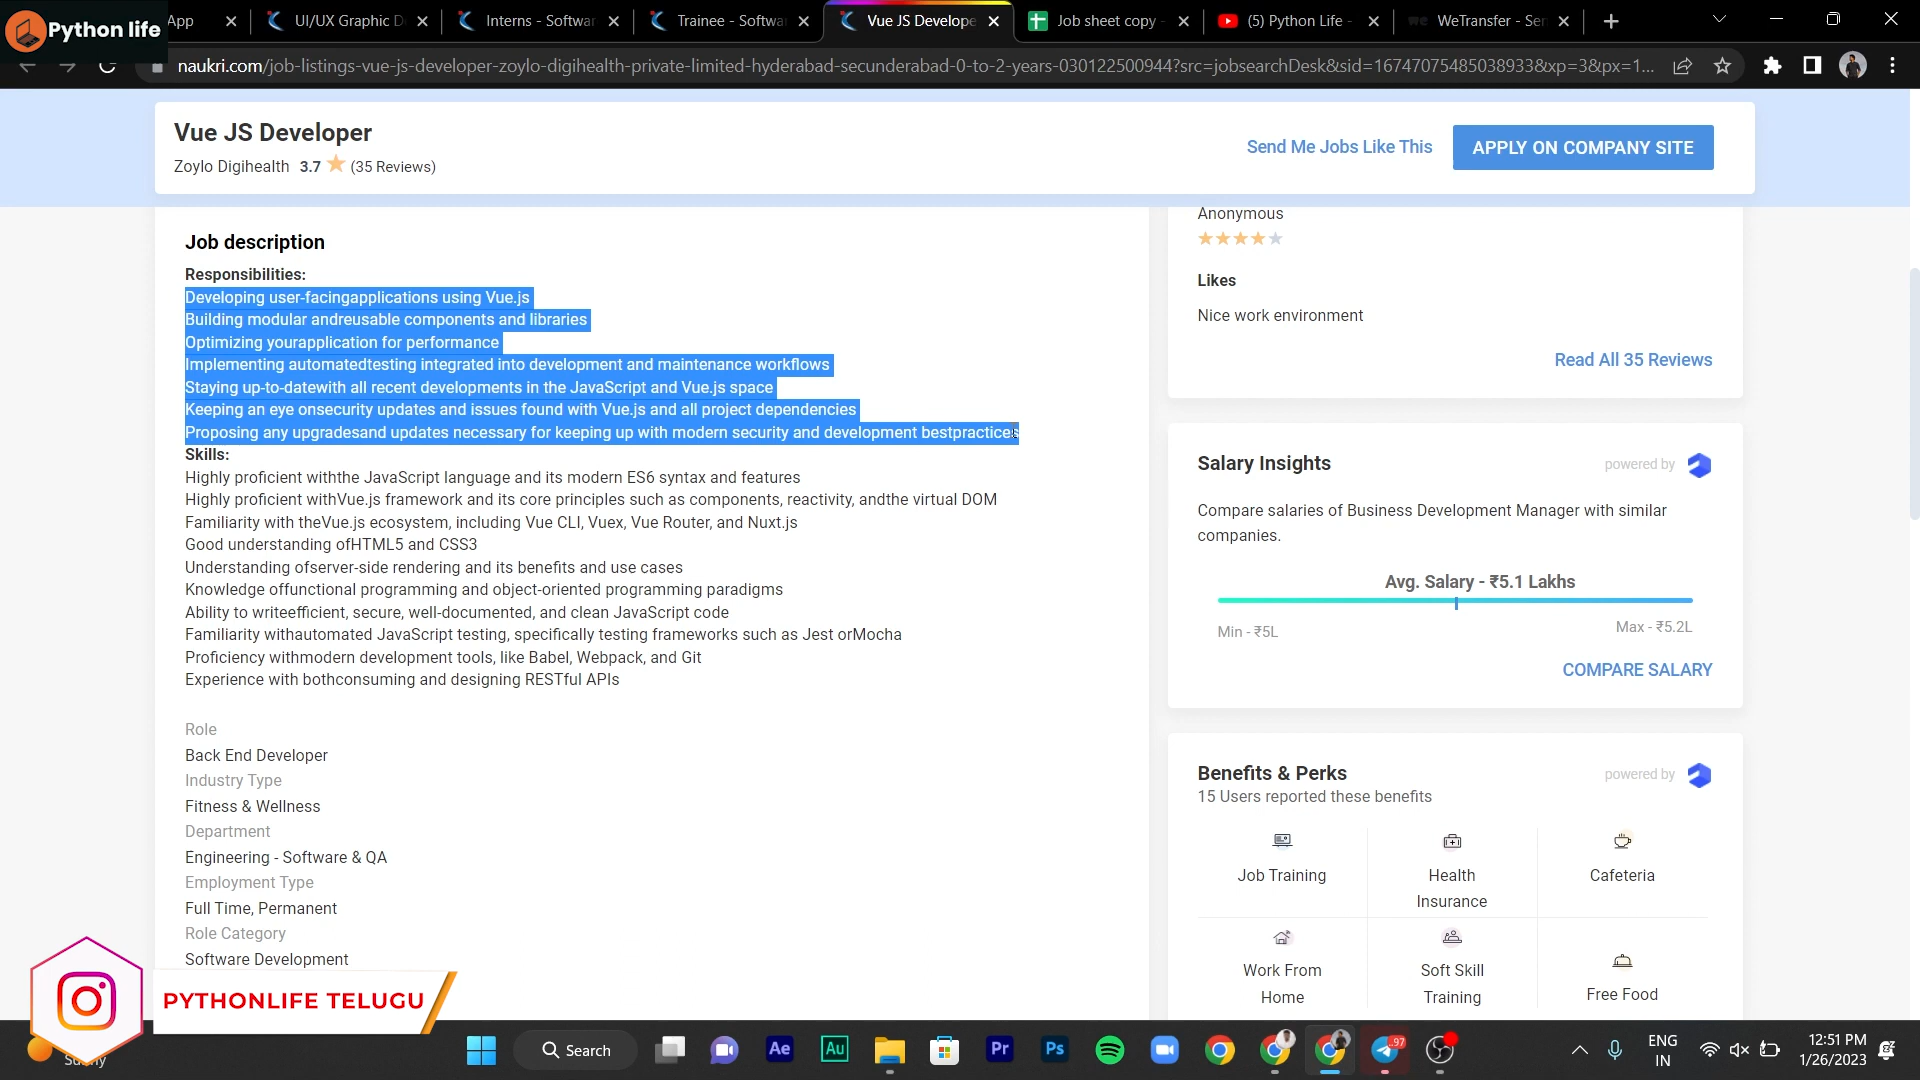 Python life
App
UI/UX Graphic D
Interns - Softwar
Trainee - Softwa
Vue JS Develope
Job sheet copy -
(5) Python Life -
WeTransfer - Sen
naukri.com/job-listings-vue-js-developer-zoylo-digihealth-private-limited-hyderabad-secunderabad-0-to-2-years-030122500944?src=jobsearchDesk&sid=16747075485038933&xp=3&px=1...
Vue JS Developer
Zoylo Digihealth 3.7 (35 Reviews)
Send Me Jobs Like This
APPLY ON COMPANY SITE
Job description
Responsibilities:
Developing user-facingapplications using Vue.js
Building modular andreusable components and libraries
Optimizing yourapplication for performance
Implementing automatedtesting integrated into development and maintenance workflows
Staying up-to-datewith all recent developments in the JavaScript and Vue.js space
Keeping an eye onsecurity updates and issues found with Vue.js and all project dependencies
Proposing any upgradesand updates necessary for keeping up with modern security and development bestpractices
Skills:
Highly proficient withthe JavaScript language and its modern ES6 syntax and features
Highly proficient withVue.js framework and its core principles such as components, reactivity, andthe virtual DOM
Familiarity with theVue.js ecosystem, including Vue CLI, Vuex, Vue Router, and Nuxt.js
Good understanding ofHTML5 and CSS3
Understanding ofserver-side rendering and its benefits and use cases
Knowledge offunctional programming and object-oriented programming paradigms
Ability to writeefficient, secure, well-documented, and clean JavaScript code
Familiarity withautomated JavaScript testing, specifically testing frameworks such as Jest orMocha
Proficiency withmodern development tools, like Babel, Webpack, and Git
Experience with bothconsuming and designing RESTful APIs
Role
Back End Developer
Industry Type
Fitness & Wellness
Department
Engineering - Software & QA
Employment Type
Full Time, Permanent
Role Category
Software Development
Anonymous
Likes
Nice work environment
Read All 35 Reviews
Salary Insights
powered by
Compare salaries of Business Development Manager with similar
companies.
Avg. Salary - ₹5.1 Lakhs
Min - ₹5L
Max - ₹5.2L
COMPARE SALARY
Benefits & Perks
powered by
15 Users reported these benefits
Job Training
Health
Insurance
Cafeteria
Work From
Home
Soft Skill
Training
Free Food
PYTHONLIFE TELUGU
Sunny
Search
Ae
Au
Pr
Ps
97
ENG
IN
12:51 PM
1/26/2023